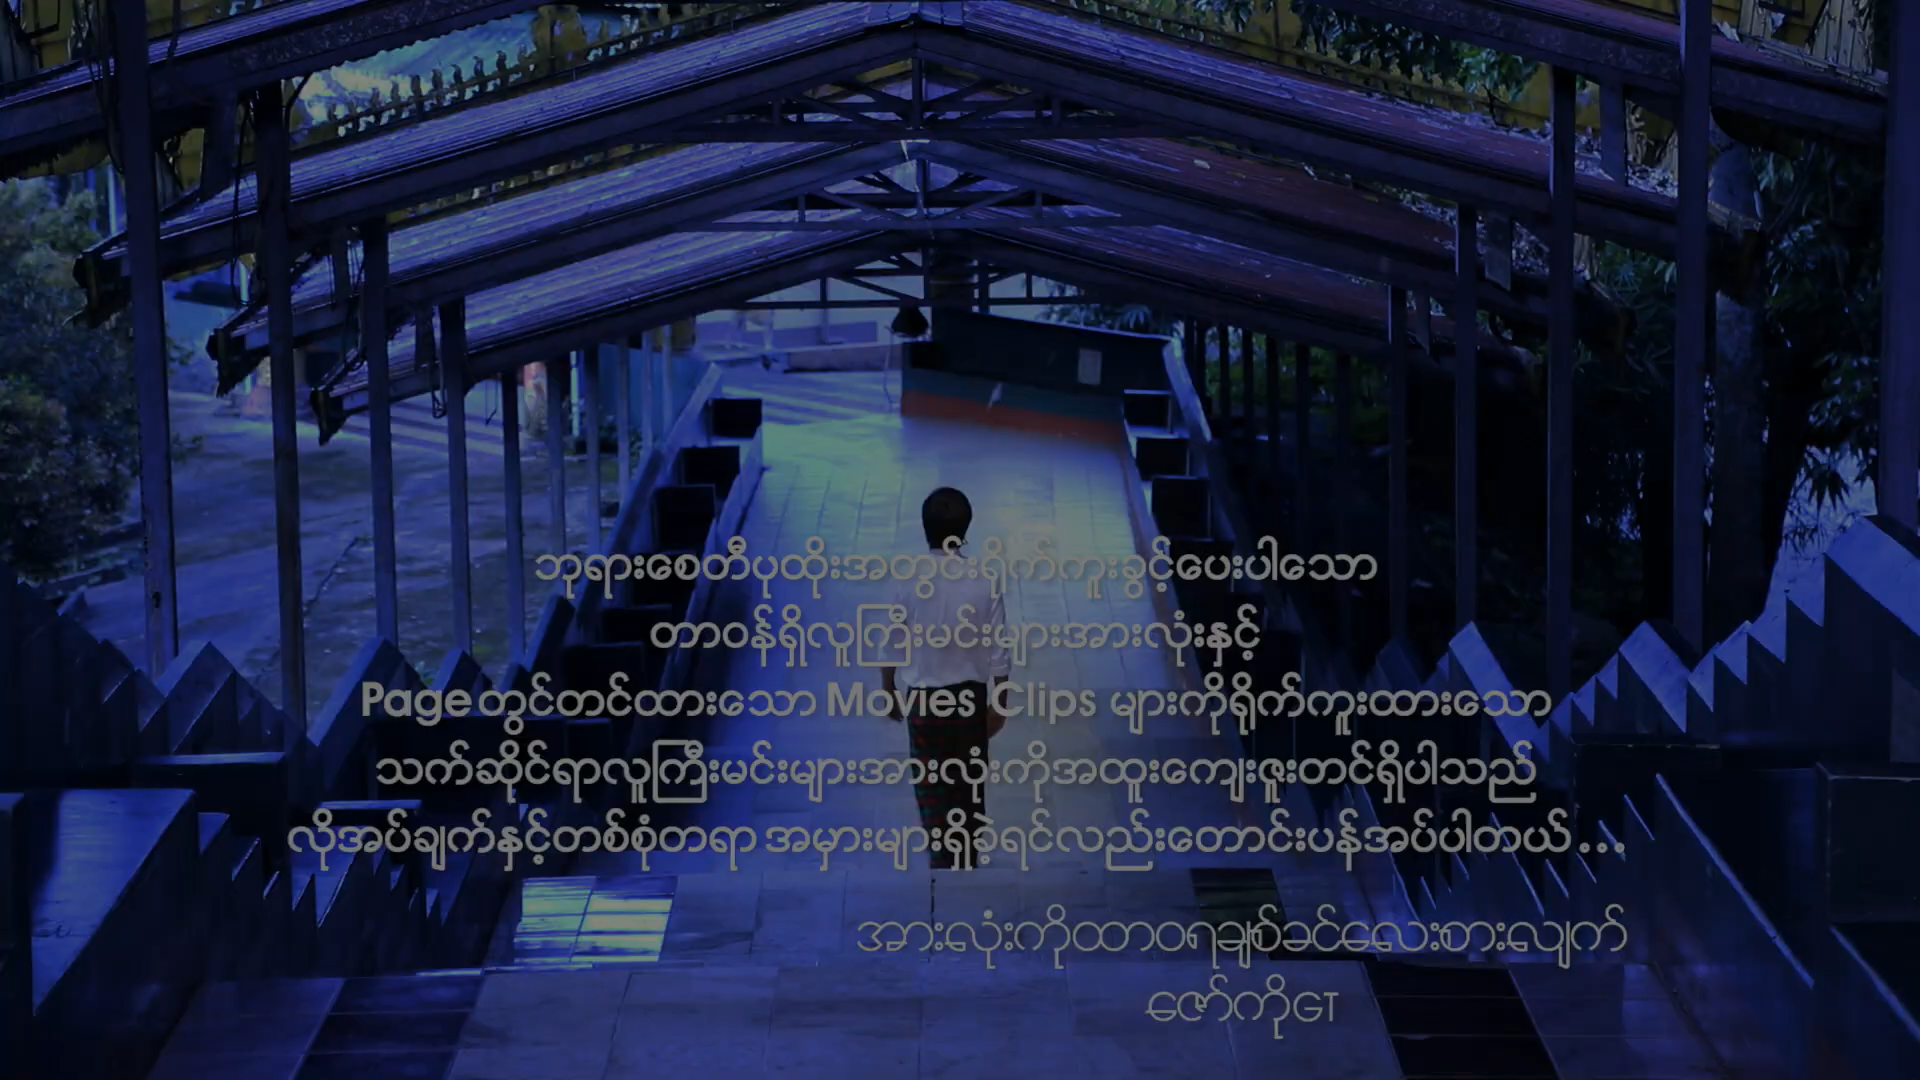 ဘုရားစေတီပုထိုးအတွင်းရိုက်ကူးခွင့်ပေးပါသော
တာဝန်ရှိလူကြီးမင်းများအားလုံးနှင့်
Pageတွင်တင်ထားသော Movies Clips များကိုရိုက်ကူးထားသော
သက်ဆိုင်ရာလူကြီးမင်းများအားလုံးကိုအထူးကျေးဇူးတင်ရှိပါသည်
လိုအပ်ချက်နှင့်တစ်စုံတရာ အမှားများရှိခဲ့ရင်လည်းတောင်းပန်အပ်ပါတယ်...
အားလုံးကိုထာဝရချစ်ခင်လေးစားလျက်
ဇော်ကိုဧ